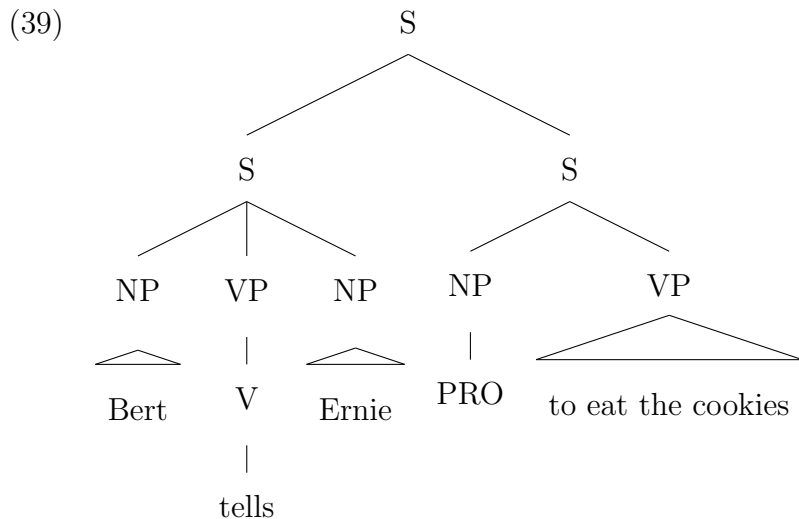 (39) S
S S
NP VP NP NP VP
Bert V Ernie PRO to eat the cookies
tells